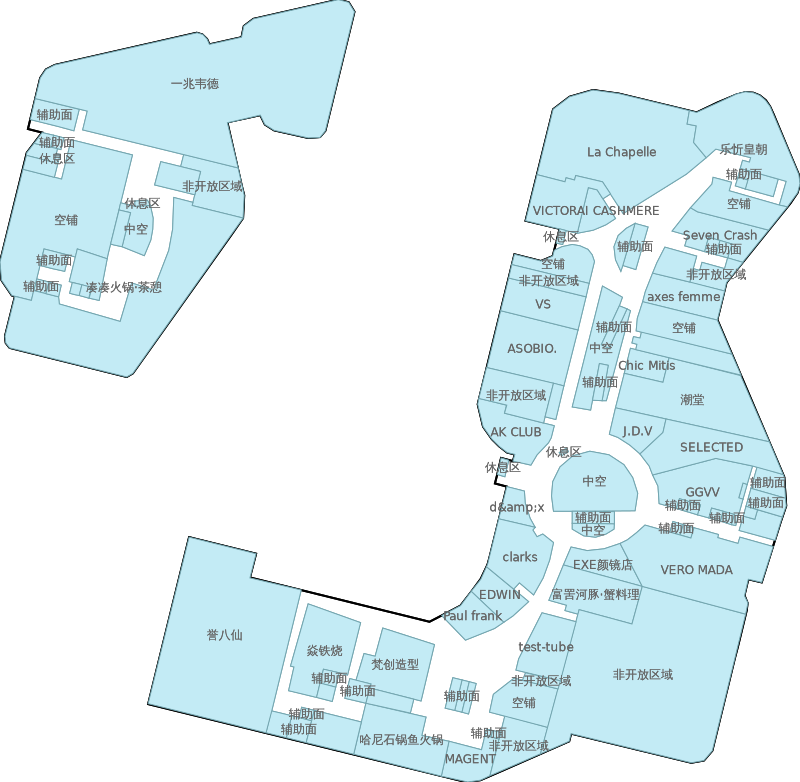 一兆韦德
辅助面
辅助面
休息区
非开放区域
休息区
空铺
中空
辅助面
辅助面
凑凑火锅·茶憩
La Chapelle
乐忻皇朝
辅助面
空铺
VICTORAI CASHMERE
休息区
辅助面
Seven Crash
辅助面
空铺
非开放区域
非开放区域
VS
axes femme
辅助面
空铺
ASOBIO.
中空
Chic Mitis
辅助面
非开放区域
潮堂
AK CLUB
J.D.V
休息区
SELECTED
休息区
中空
辅助面
GGVV
辅助面
辅助面
d&amp;x
辅助面
辅助面
中空
辅助面
clarks
EXE颜镜店
VERO MADA
EDWIN
富罟河豚·蟹料理
Paul frank
誉八仙
焱铁烧
梵创造型
test-tube
辅助面
辅助面
非开放区域
非开放区域
辅助面
空铺
辅助面
辅助面
哈尼石锅鱼火锅
辅助面
非开放区域
MAGENT